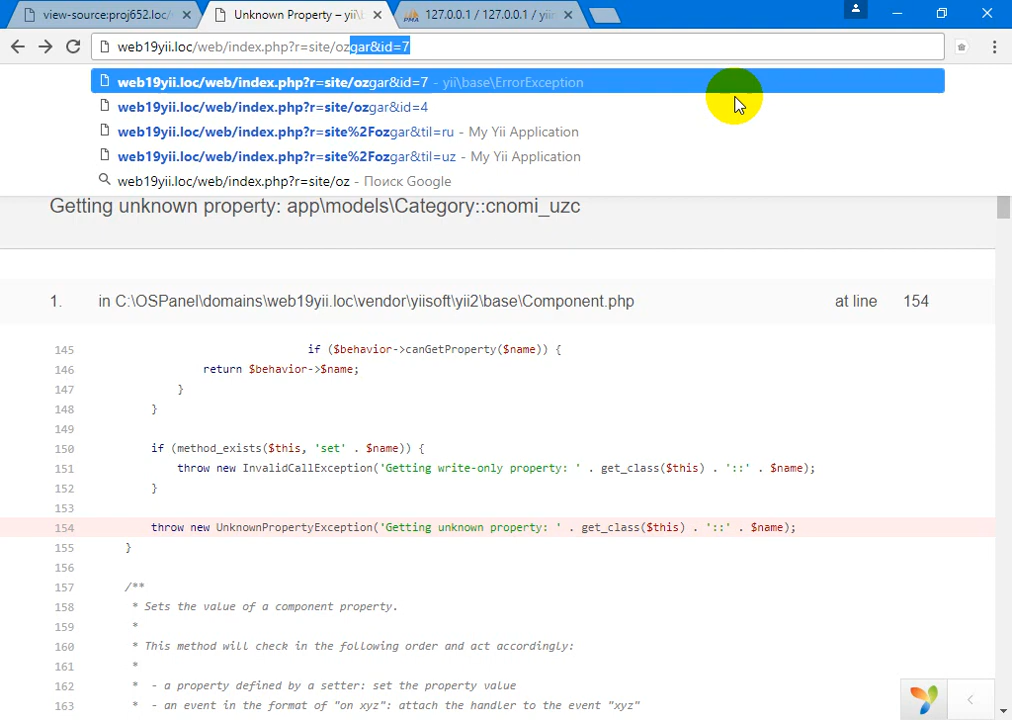 view-source:proj652.loc/
Unknown Property – yii\
127.0.0.1 / 127.0.0.1 / yii
web19yii.loc/web/index.php?r=site/ozgar&id=7
web19yii.loc/web/index.php?r=site/ozgar&id=7 - yii\base\ErrorException
web19yii.loc/web/index.php?r=site/ozgar&id=4
web19yii.loc/web/index.php?r=site%2Fozgar&til=ru - My Yii Application
web19yii.loc/web/index.php?r=site%2Fozgar&til=uz - My Yii Application
web19yii.loc/web/index.php?r=site/oz - Поиск Google
Getting unknown property: app\models\Category::cnomi_uzc
1. in C:\OSPanel\domains\web19yii.loc\vendor\yiisoft\yii2\base\Component.php at line 154
145 if ($behavior->canGetProperty($name)) {
146 return $behavior->$name;
147 }
148 }
149
150 if (method_exists($this, 'set' . $name)) {
151 throw new InvalidCallException('Getting write-only property: ' . get_class($this) . '::' . $name);
152 }
153
154 throw new UnknownPropertyException('Getting unknown property: ' . get_class($this) . '::' . $name);
155 }
156
157 /**
158 * Sets the value of a component property.
159 *
160 * This method will check in the following order and act accordingly:
161 *
162 * - a property defined by a setter: set the property value
163 * - an event in the format of "on xyz": attach the handler to the event "xyz"